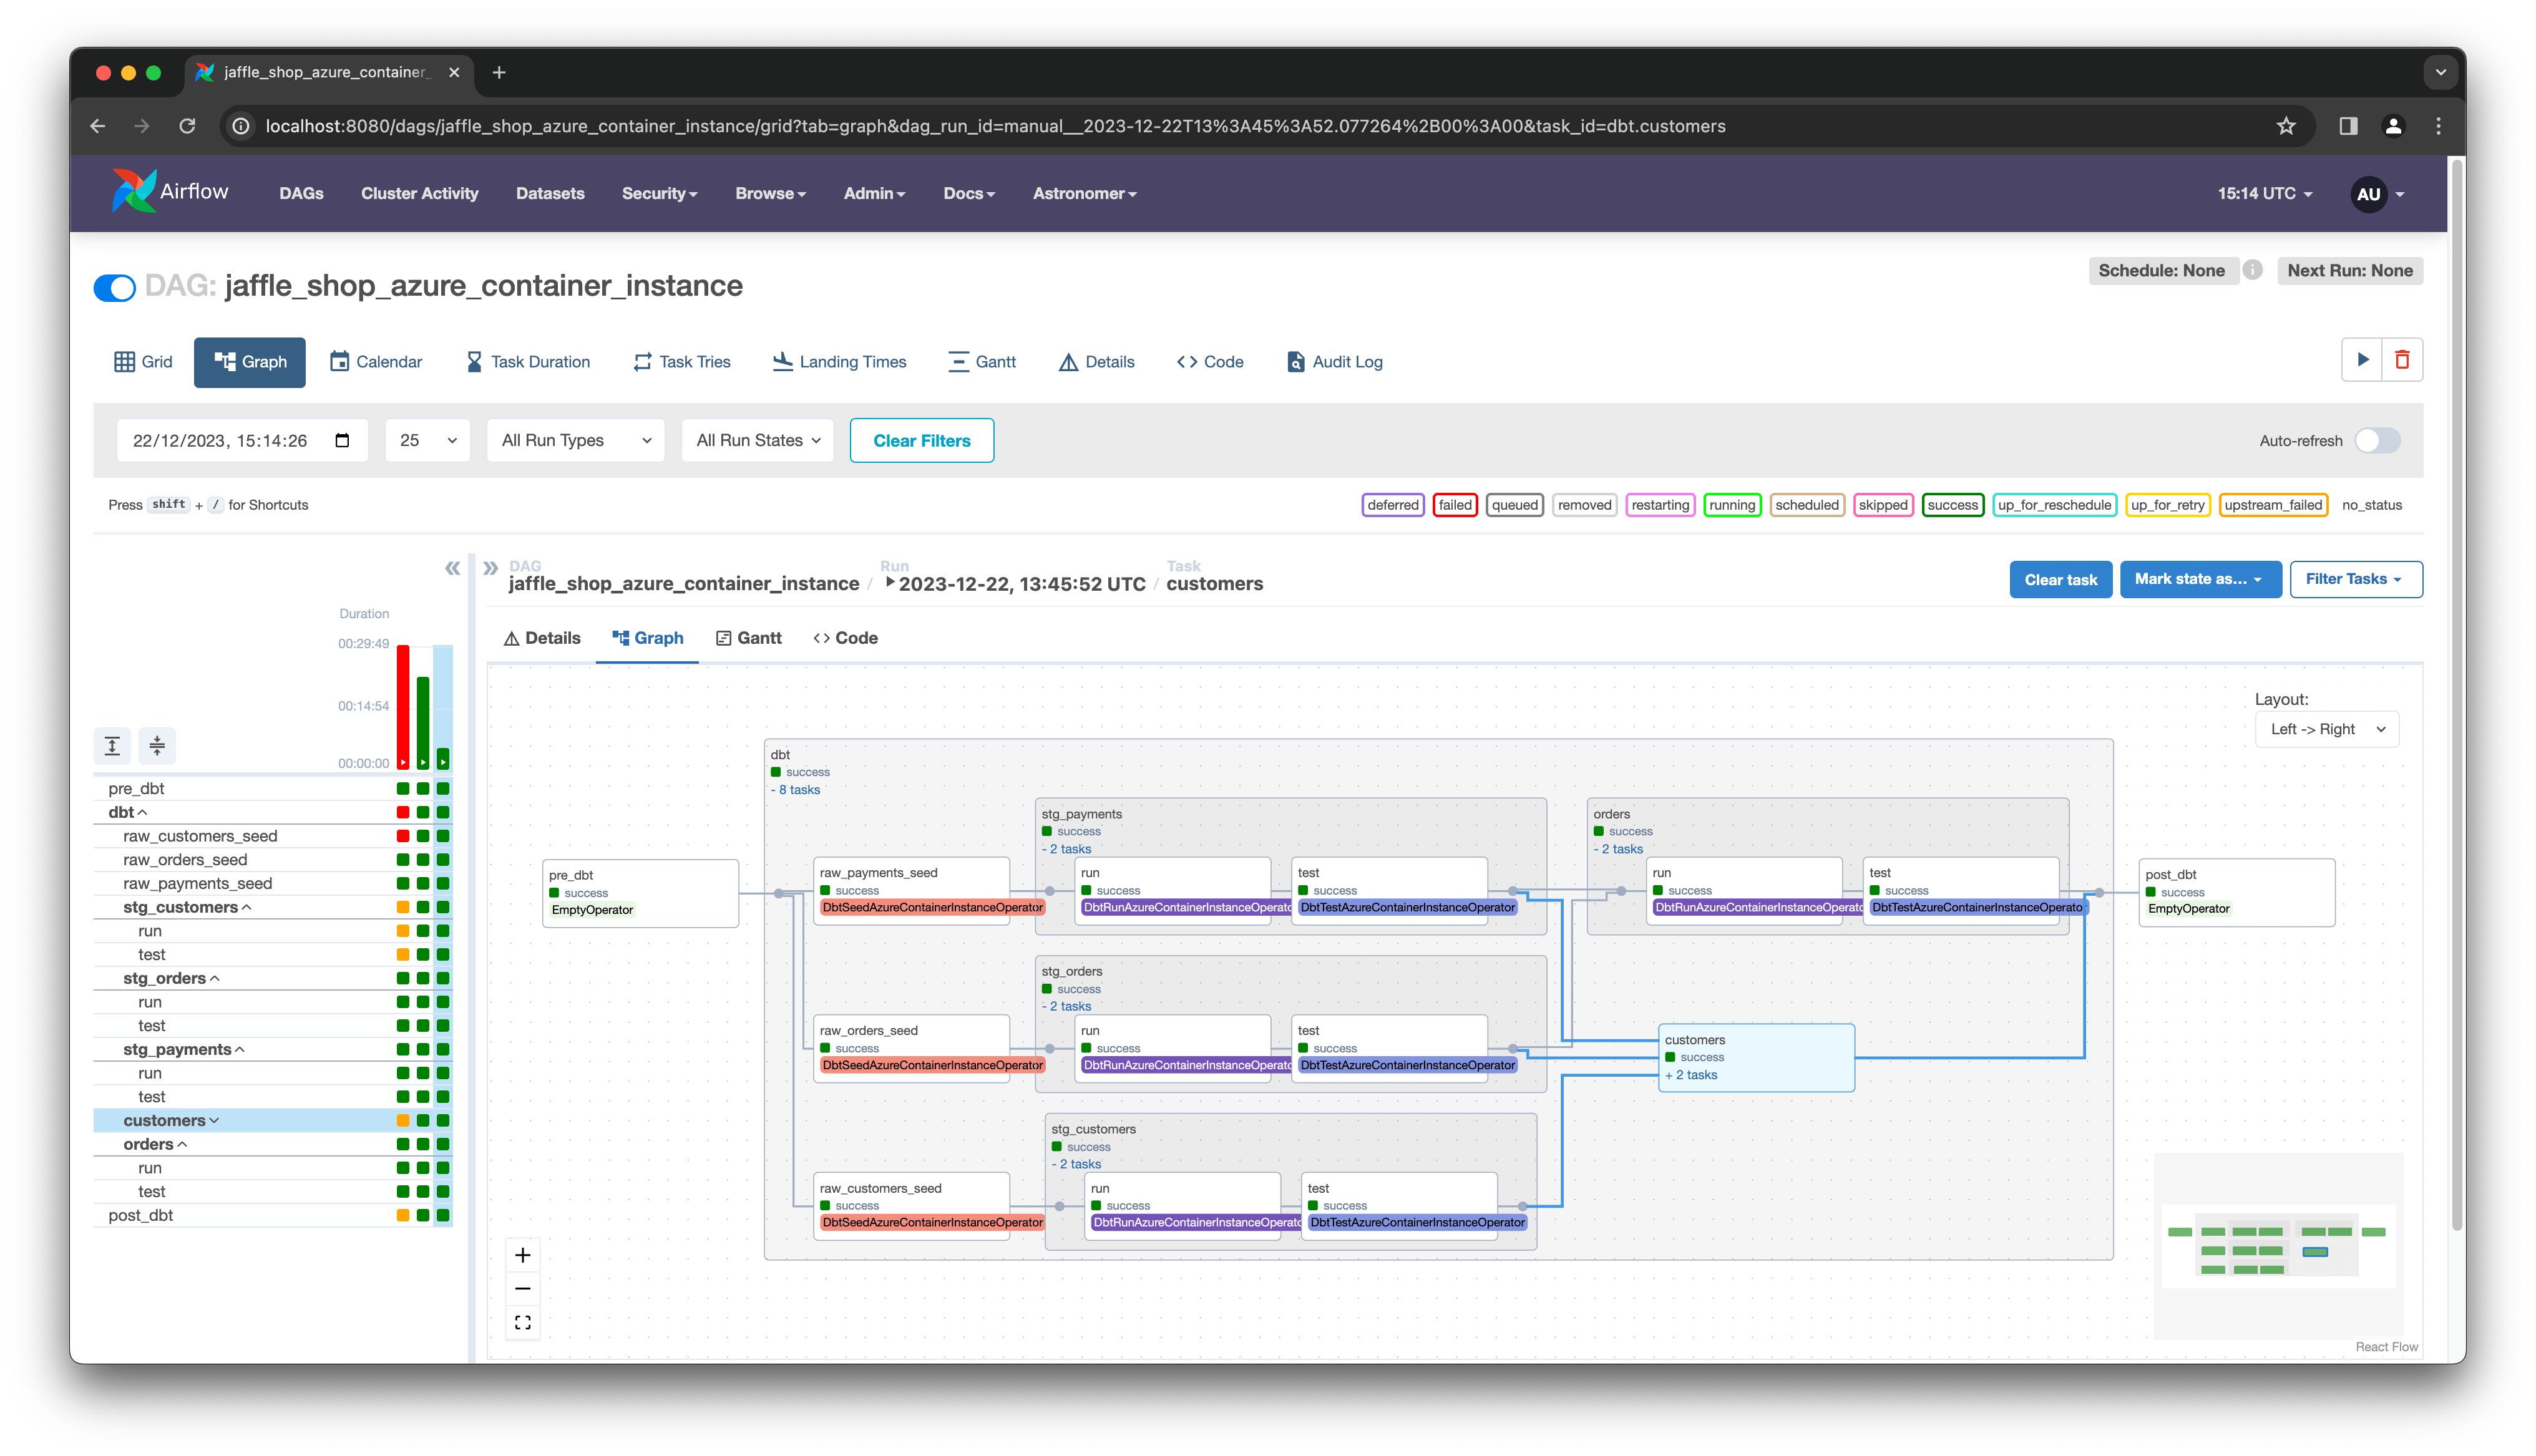 jaffle_shop_azure_container_
localhost:8080/dags/jaffle_shop_azure_container_instance/grid?tab=graph&dag_run_id=manual__2023-12-22T13%3A45%3A52.077264%2B00%3A00&task_id=dbt.customers
Airflow DAGs Cluster Activity Datasets Security Browse Admin Docs Astronomer 15:14 UTC AU
DAG: jaffle_shop_azure_container_instance
Schedule: None i Next Run: None
Grid Graph Calendar Task Duration Task Tries Landing Times Gantt Details Code Audit Log
22/12/2023, 15:14:26 25 All Run Types All Run States Clear Filters Auto-refresh
Press shift + / for Shortcuts
deferred failed queued removed restarting running scheduled skipped success up_for_reschedule up_for_retry upstream_failed no_status
Duration
00:29:49
00:14:54
00:00:00
pre_dbt
dbt
raw_customers_seed
raw_orders_seed
raw_payments_seed
stg_customers
run
test
stg_orders
run
test
stg_payments
run
test
customers
orders
run
test
post_dbt
DAG
jaffle_shop_azure_container_instance
/
Run
2023-12-22, 13:45:52 UTC
/
Task
customers
Clear task Mark state as... Filter Tasks
Details Graph Gantt Code
Layout:
Left -> Right
pre_dbt
success
EmptyOperator
dbt
success
- 8 tasks
raw_payments_seed
success
DbtSeedAzureContainerInstanceOperator
stg_payments
success
- 2 tasks
run
success
DbtRunAzureContainerInstanceOperato
test
success
DbtTestAzureContainerInstanceOperator
orders
success
- 2 tasks
run
success
DbtRunAzureContainerInstanceOperato
test
success
DbtTestAzureContainerInstanceOperator
post_dbt
success
EmptyOperator
raw_orders_seed
success
DbtSeedAzureContainerInstanceOperator
stg_orders
success
- 2 tasks
run
success
DbtRunAzureContainerInstanceOperato
test
success
DbtTestAzureContainerInstanceOperator
customers
success
+ 2 tasks
raw_customers_seed
success
DbtSeedAzureContainerInstanceOperator
stg_customers
success
- 2 tasks
run
success
DbtRunAzureContainerInstanceOperato
test
success
DbtTestAzureContainerInstanceOperator
React Flow